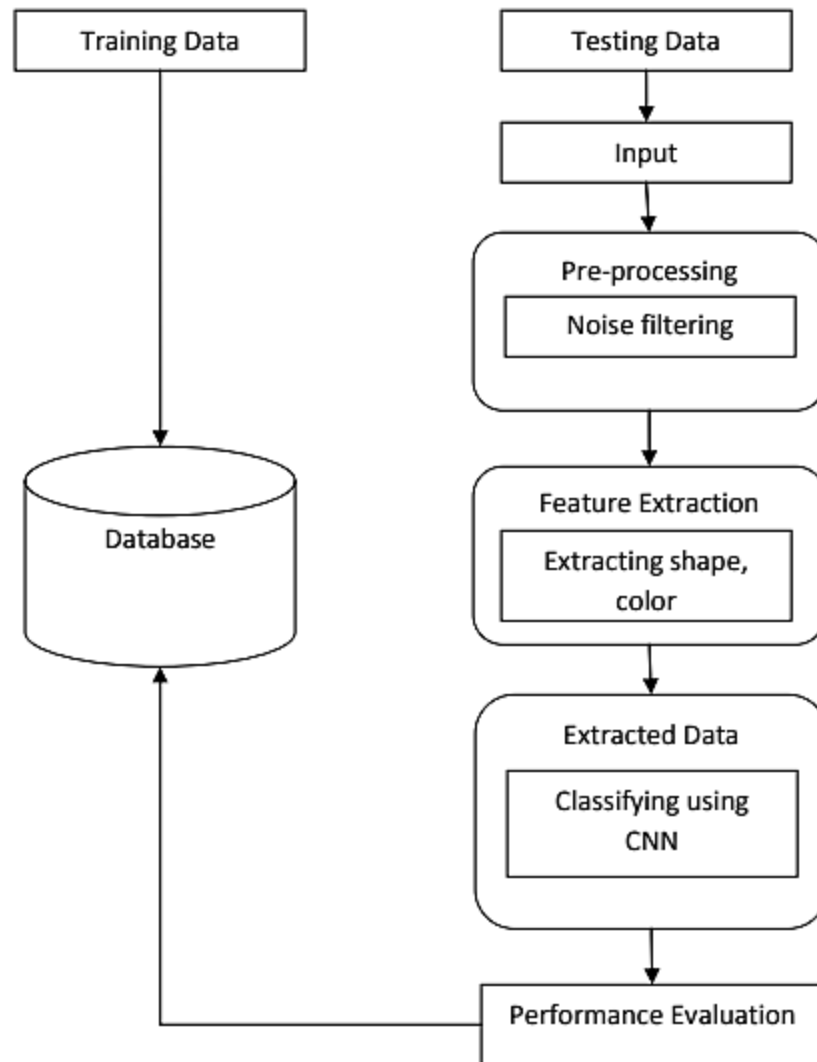 Training Data
Testing Data
Input
Pre-processing
Noise filtering
Database
Feature Extraction
Extracting shape,
color
Extracted Data
Classifying using
CNN
Performance Evaluation